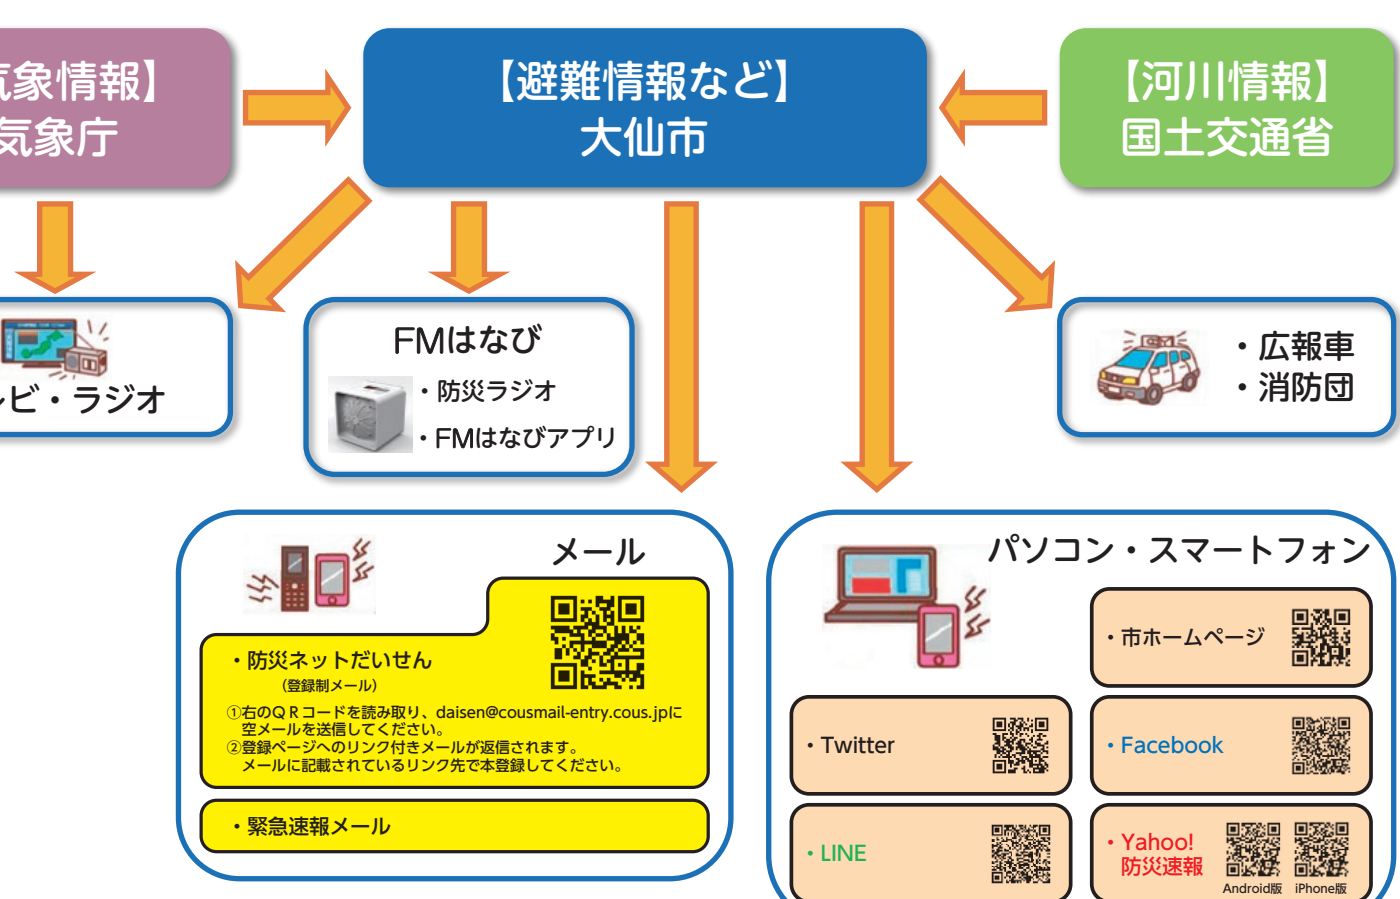 気象情報】
気象庁
【避難情報など】
大仙市
【河川情報】
国土交通省
レビ・ラジオ
FMはなび
・防災ラジオ
・FMはなびアプリ
・広報車
・消防団
メール
・防災ネットだいせん
(登録制メール)
①右のQRコードを読み取り、daisen@cousmail-entry.cous.jpに
空メールを送信してください。
②登録ページへのリンク付きメールが返信されます。
メールに記載されているリンク先で本登録してください。
・緊急速報メール
パソコン・スマートフォン
・市ホームページ
・Twitter
・Facebook
・LINE
・Yahoo!
防災速報
Android版 iPhone版